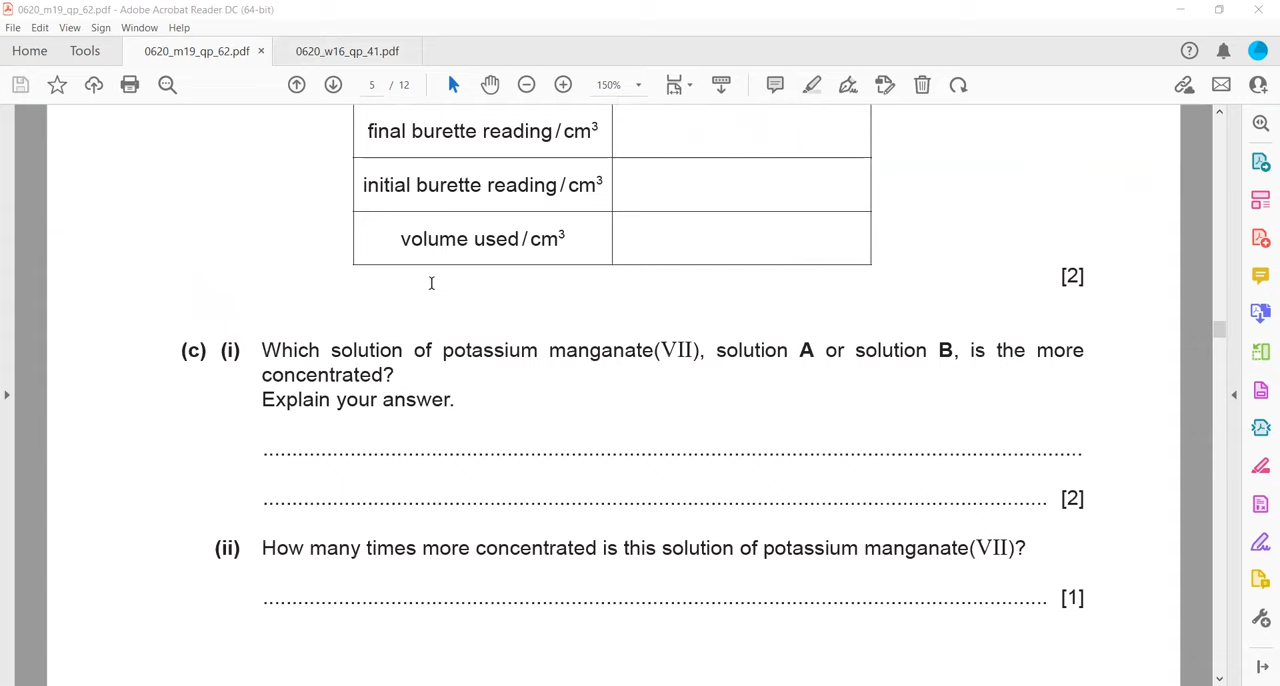 0620_m19_qp_62.pdf - Adobe Acrobat Reader DC (64-bit)
File Edit View Sign Window Help
Home Tools 0620_m19_qp_62.pdf × 0620_w16_qp_41.pdf
5 / 12 150%
final burette reading / cm³
initial burette reading / cm³
volume used / cm³
[2]
(c) (i) Which solution of potassium manganate(VII), solution A or solution B, is the more
concentrated?
Explain your answer.
..........................................................................................................................................
...................................................................................................................................... [2]
(ii) How many times more concentrated is this solution of potassium manganate(VII)?
...................................................................................................................................... [1]